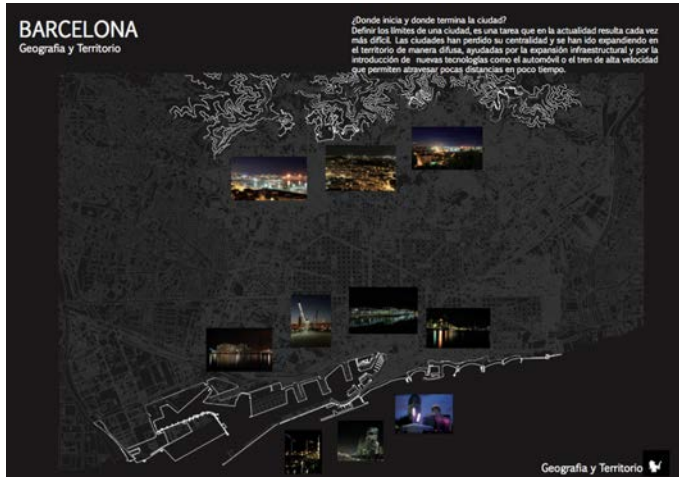 BARCELONA
Geografia y Territorio
¿Donde inicia y donde termina la ciudad?
Definir los límites de una ciudad, es una tarea que en la actualidad resulta cada vez
más difícil. Las ciudades han perdido su centralidad y se han ido expandiendo en
el territorio de manera difusa, ayudadas por la expansión infraestructural y por la
introducción de nuevas tecnologías como el automóvil o el tren de alta velocidad
que permiten atravesar pocas distancias en poco tiempo.
Geografia y Territorio